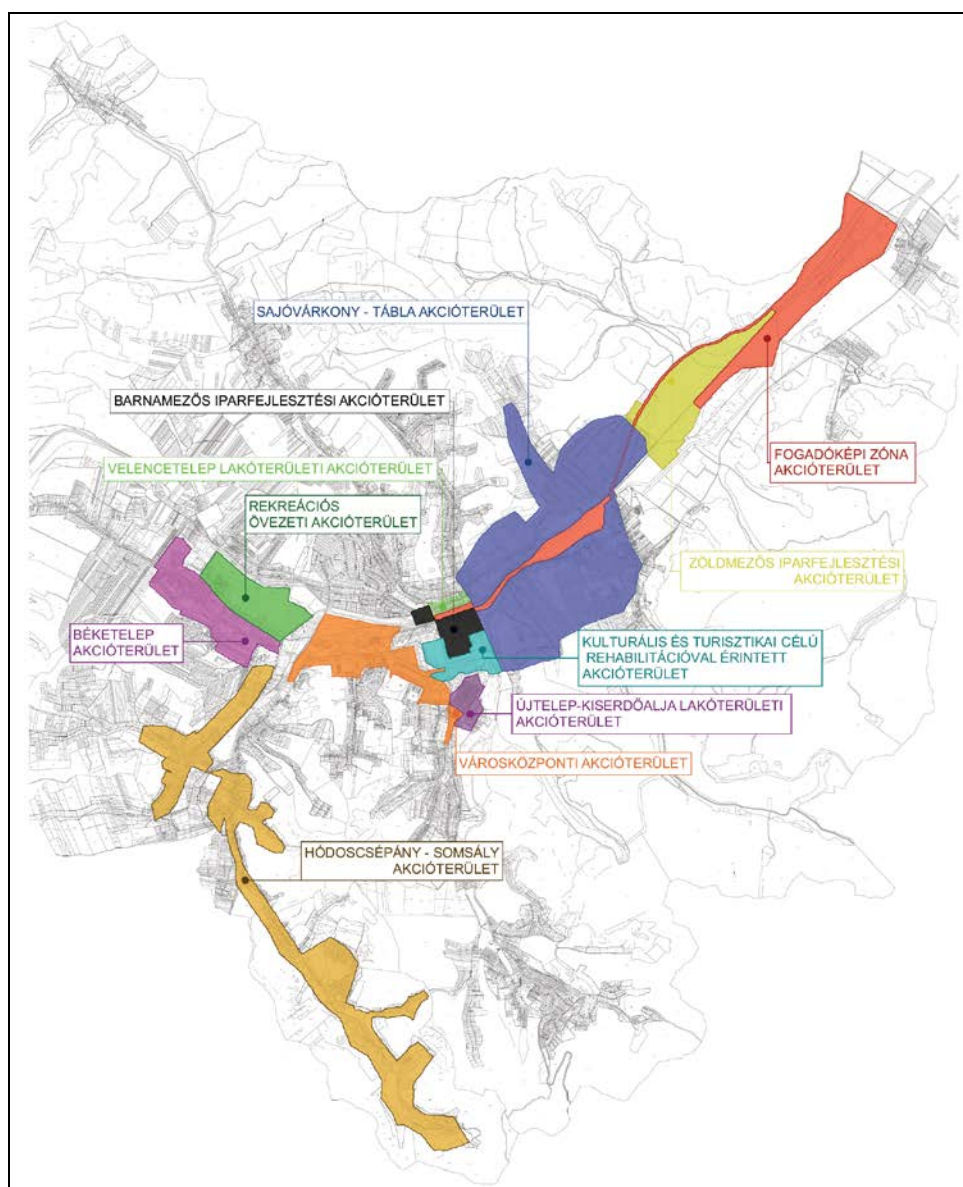 SAJÓVÁRKONY - TÁBLA AKCIÓTERÜLET
BARNAMEZŐS IPARFEJLESZTÉSI AKCIÓTERÜLET
VELENCETELEP LAKÓTERÜLETI AKCIÓTERÜLET
REKREÁCIÓS
ÖVEZETI AKCIÓTERÜLET
FOGADÓKÉPI ZÓNA
AKCIÓTERÜLET
ZÖLDMEZŐS IPARFEJLESZTÉSI
AKCIÓTERÜLET
BÉKETELEP
AKCIÓTERÜLET
KULTURÁLIS ÉS TURISZTIKAI CÉLÚ
REHABILITÁCIÓVAL ÉRINTETT
AKCIÓTERÜLET
ÚJTELEP-KISERDŐALJA LAKÓTERÜLETI
AKCIÓTERÜLET
VÁROSKÖZPONTI AKCIÓTERÜLET
HÓDOSCSÉPÁNY - SOMSÁLY
AKCIÓTERÜLET